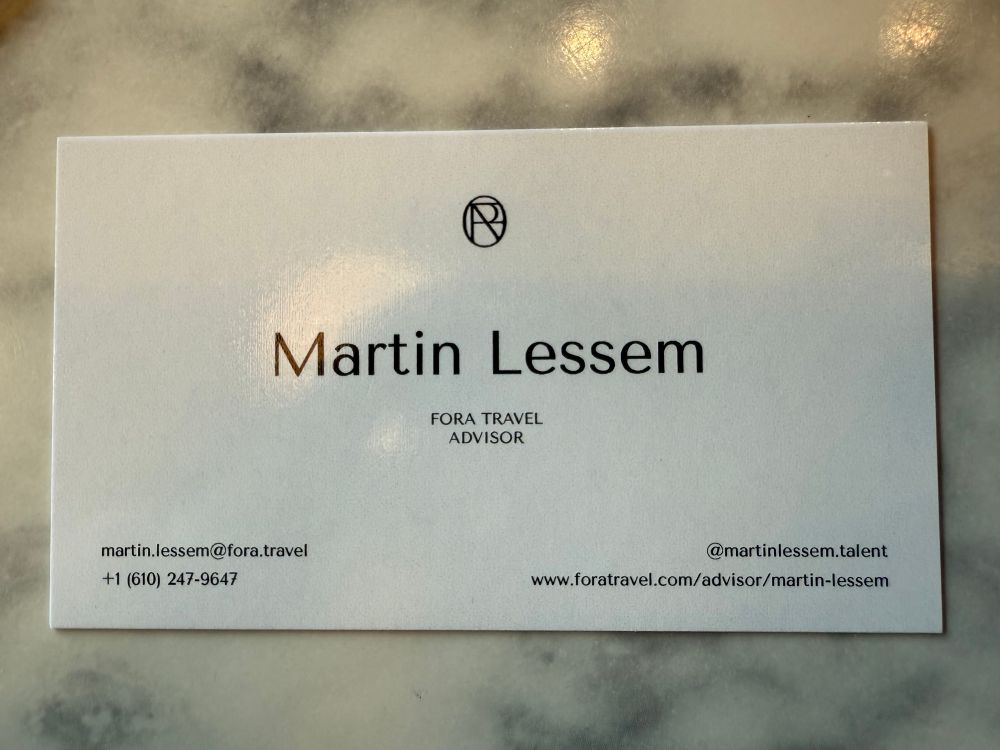 Martin Lessem
FORA TRAVEL
ADVISOR
martin.lessem@fora.travel
+1 (610) 247-9647
@martinlessem.talent
www.foratravel.com/advisor/martin-lessem